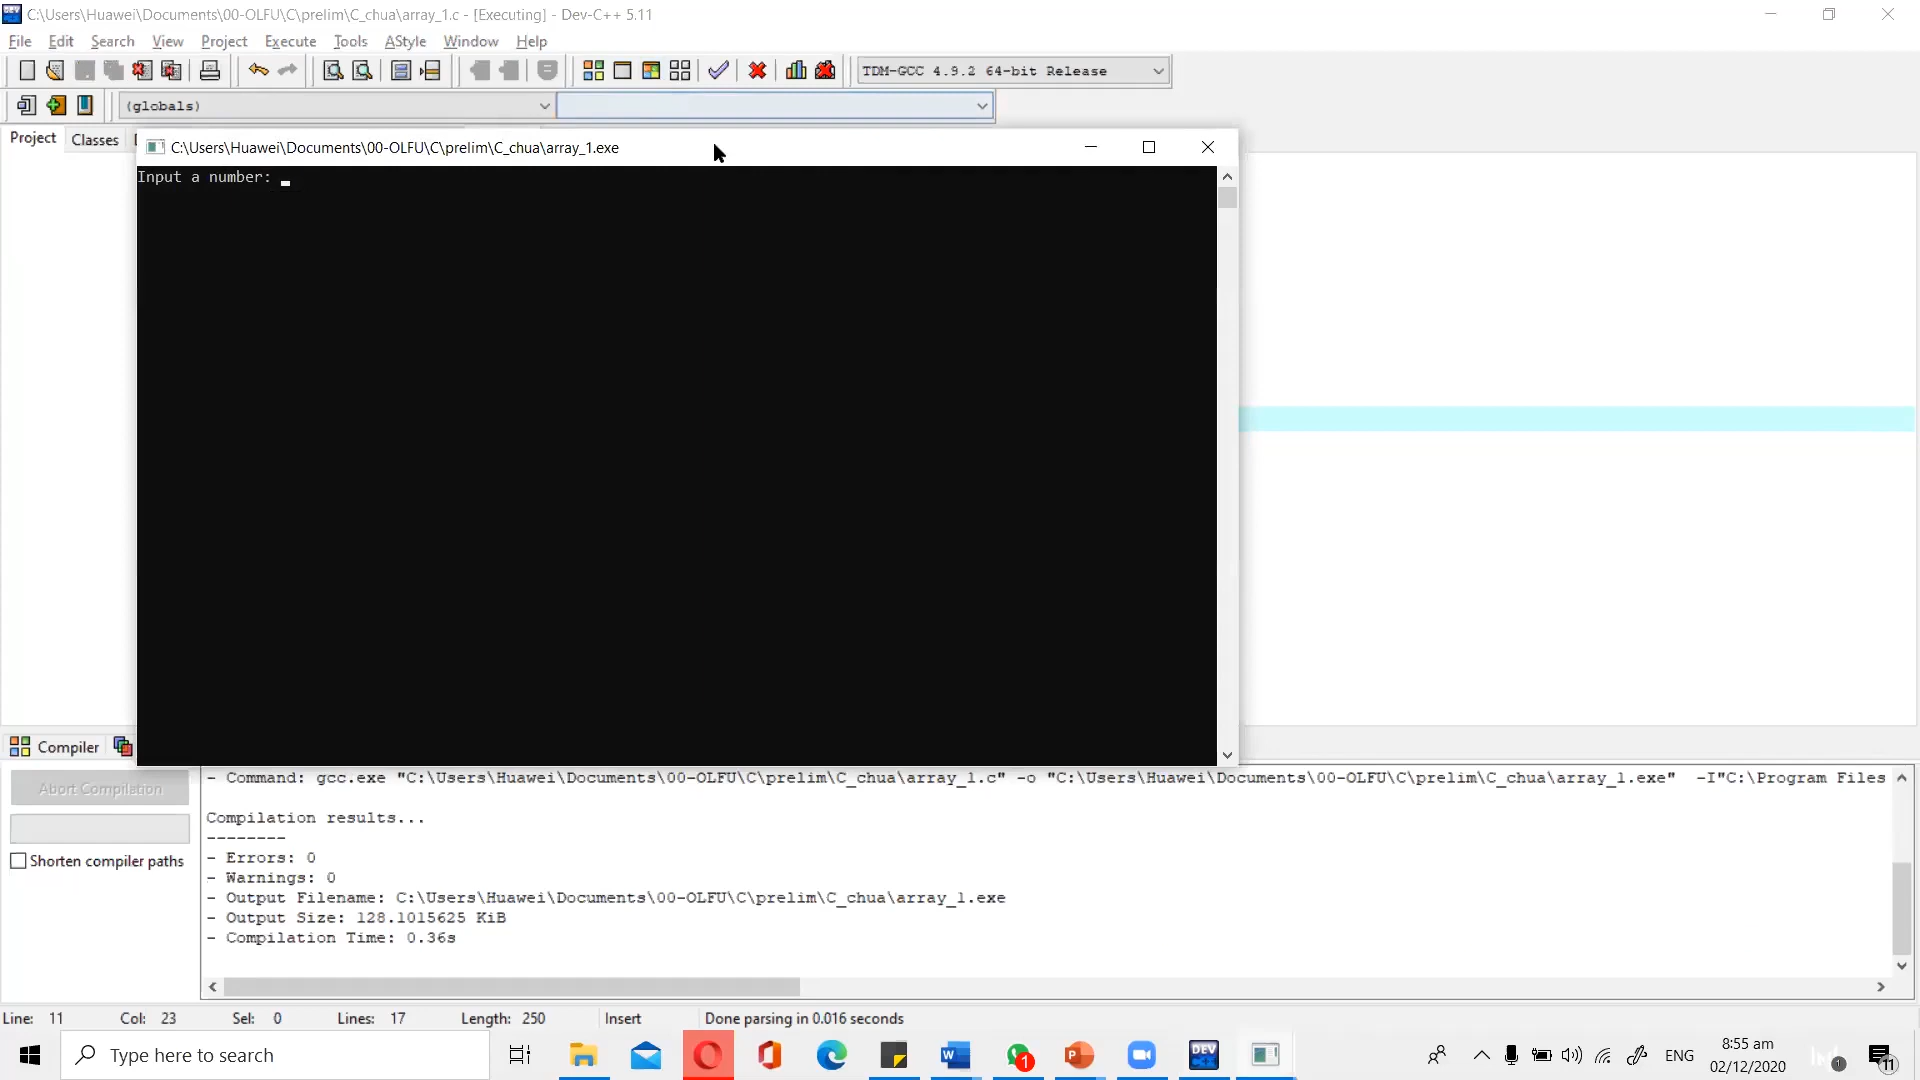 C:\Users\Huawei\Documents\00-OLFU\C\prelim\C_chua\array_1.c - [Executing] - Dev-C++ 5.11
File Edit Search View Project Execute Tools AStyle Window Help
TDM-GCC 4.9.2 64-bit Release
(globals)
Project Classes
C:\Users\Huawei\Documents\00-OLFU\C\prelim\C_chua\array_1.exe
Input a number:
Compiler
Abort Compilation
Shorten compiler paths
- Command: gcc.exe "C:\Users\Huawei\Documents\00-OLFU\C\prelim\C_chua\array_1.c" -o "C:\Users\Huawei\Documents\00-OLFU\C\prelim\C_chua\array_1.exe" -I"C:\Program Files
Compilation results...
--------
- Errors: 0
- Warnings: 0
- Output Filename: C:\Users\Huawei\Documents\00-OLFU\C\prelim\C_chua\array_1.exe
- Output Size: 128.1015625 KiB
- Compilation Time: 0.36s
Line: 11 Col: 23 Sel: 0 Lines: 17 Length: 250 Insert Done parsing in 0.016 seconds
Type here to search
DEV
1
ENG
8:55 am
02/12/2020
1
11